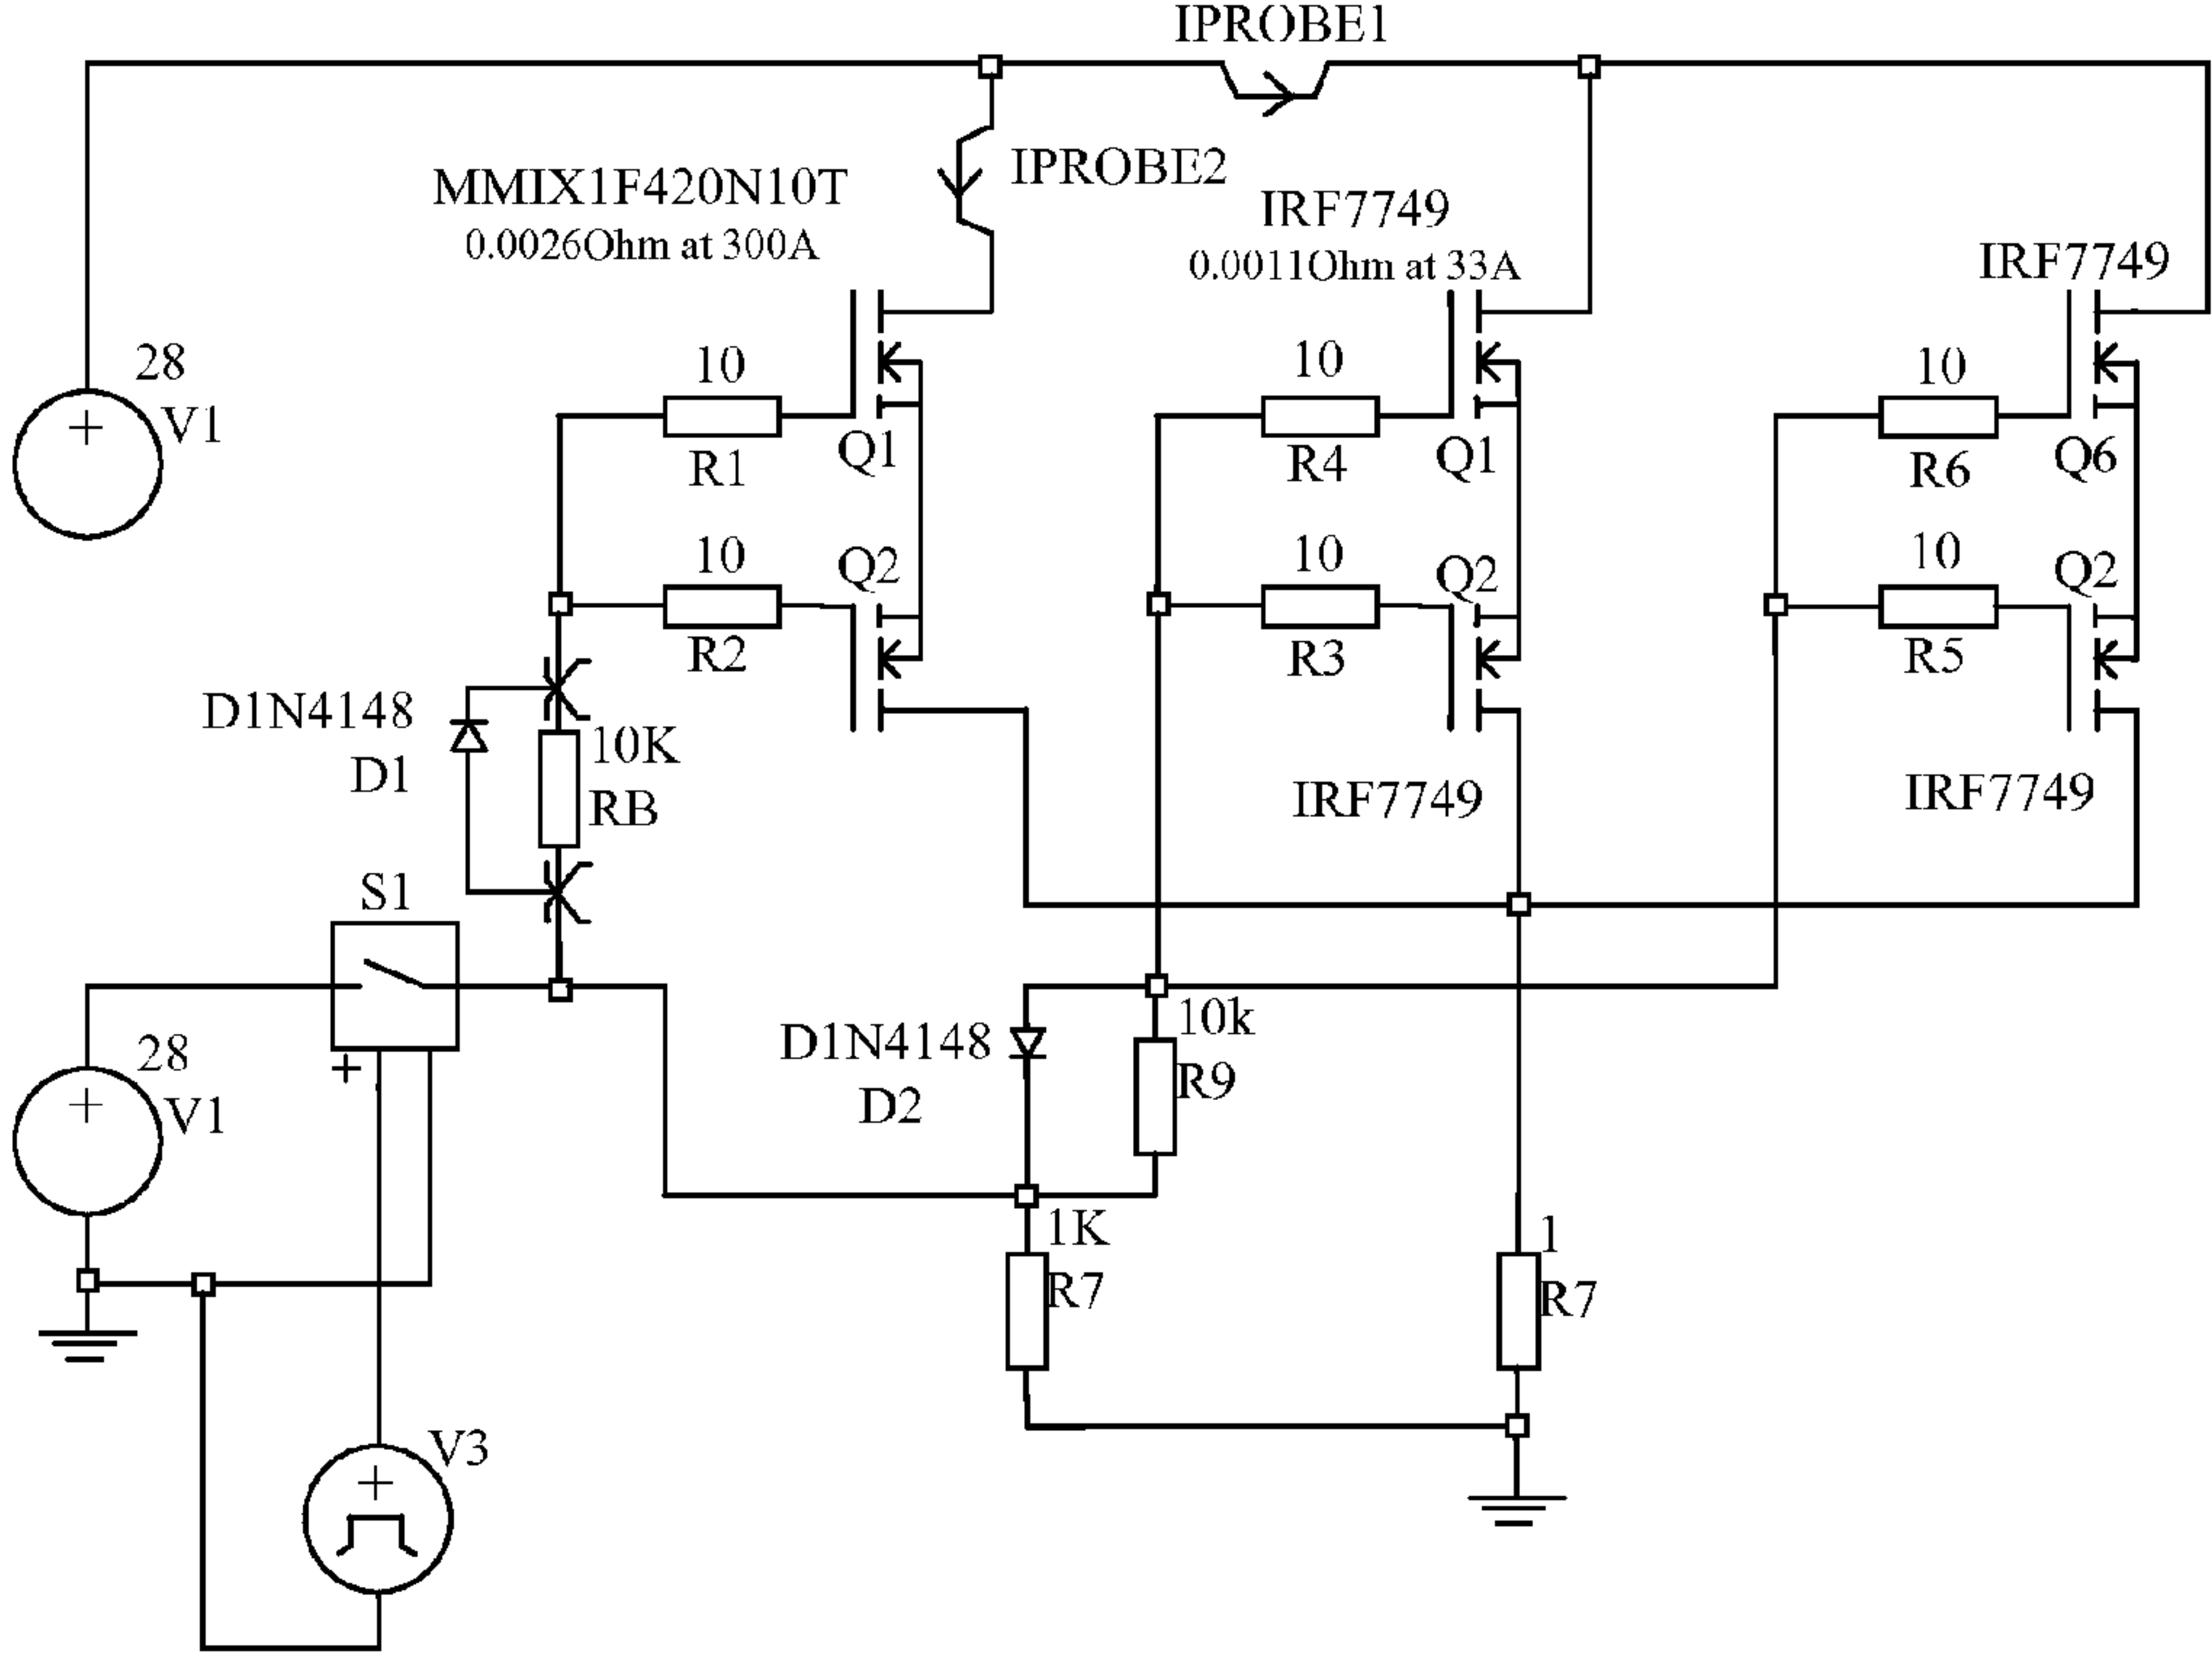 IPROBE1
MMIX1F420N10T
0.0026Ohm at 300A
IPROBE2
IRF7749
0.0011Ohm at 33A
IRF7749
28
V1
+
10
R1
Q1
10
R4
Q1
10
R6
Q6
10
R2
Q2
10
R3
Q2
10
R5
Q2
D1N4148
D1
10K
RB
IRF7749
IRF7749
S1
+
28
V1
+
D1N4148
D2
10k
R9
1K
R7
1
R7
V3
+